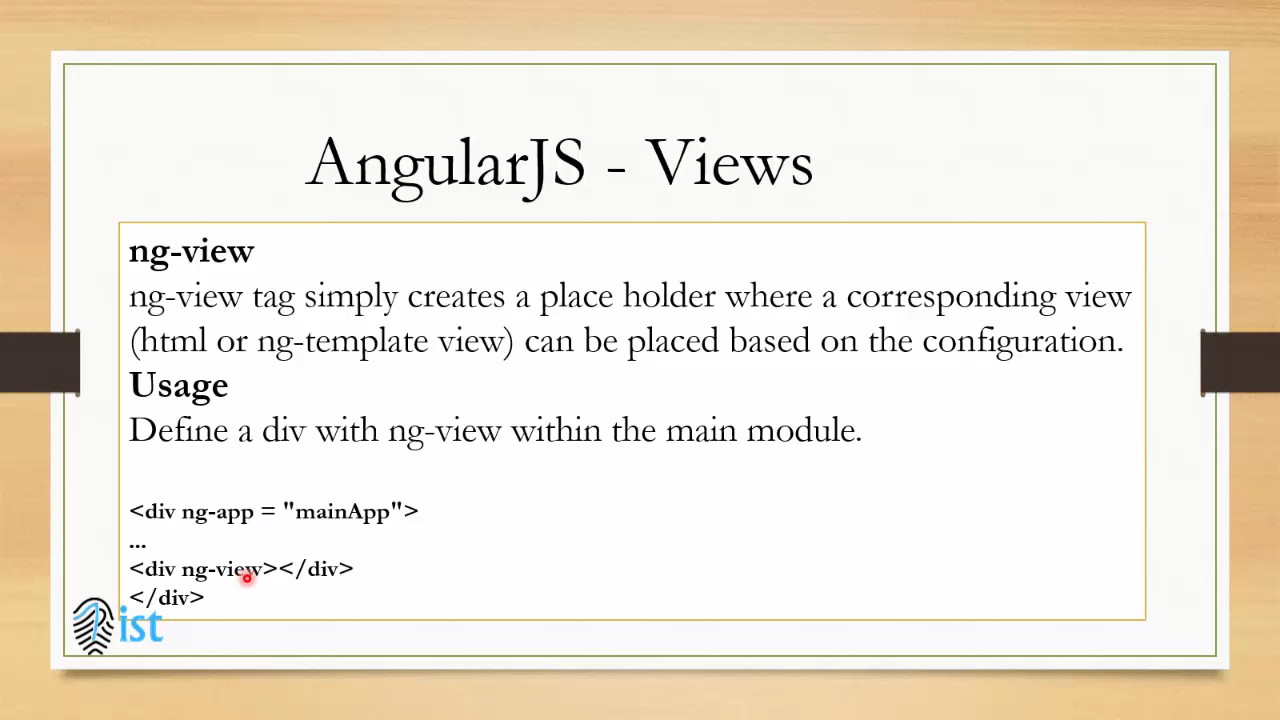 AngularJS - Views
ng-view
ng-view tag simply creates a place holder where a corresponding view
(html or ng-template view) can be placed based on the configuration.
Usage
Define a div with ng-view within the main module.
<div ng-app = "mainApp">
...
<div ng-view></div>
</div>
ist